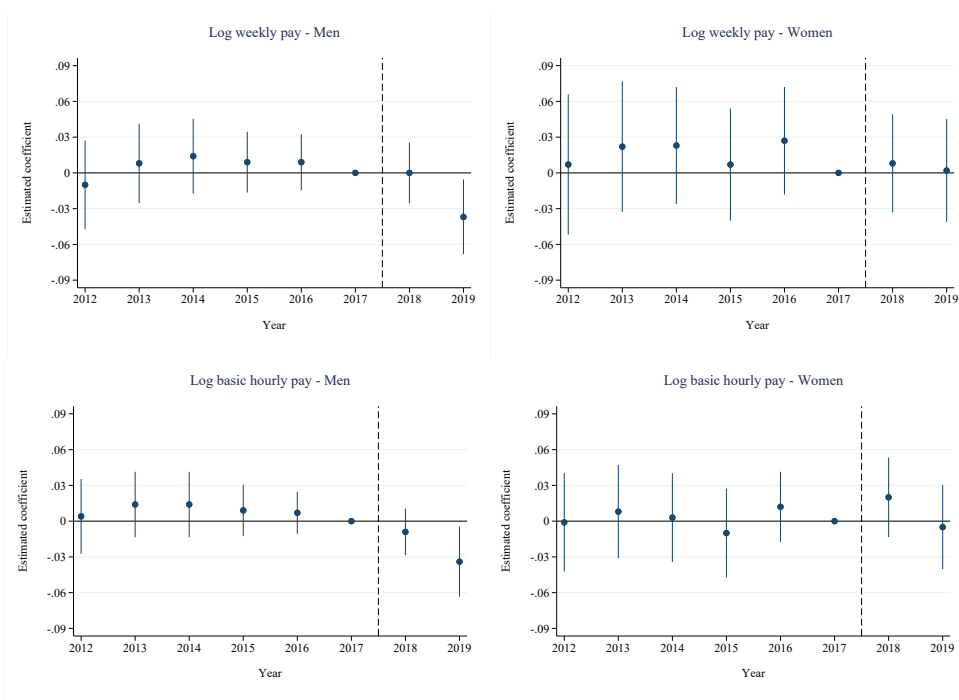 Log weekly pay - Men
.09
.06
.03
0
-.03
-.06
-.09
Estimated coefficient
2012 2013 2014 2015 2016 2017 2018 2019
Year
Log weekly pay - Women
.09
.06
.03
0
-.03
-.06
-.09
Estimated coefficient
2012 2013 2014 2015 2016 2017 2018 2019
Year
Log basic hourly pay - Men
.09
.06
.03
0
-.03
-.06
-.09
Estimated coefficient
2012 2013 2014 2015 2016 2017 2018 2019
Year
Log basic hourly pay - Women
.09
.06
.03
0
-.03
-.06
-.09
Estimated coefficient
2012 2013 2014 2015 2016 2017 2018 2019
Year